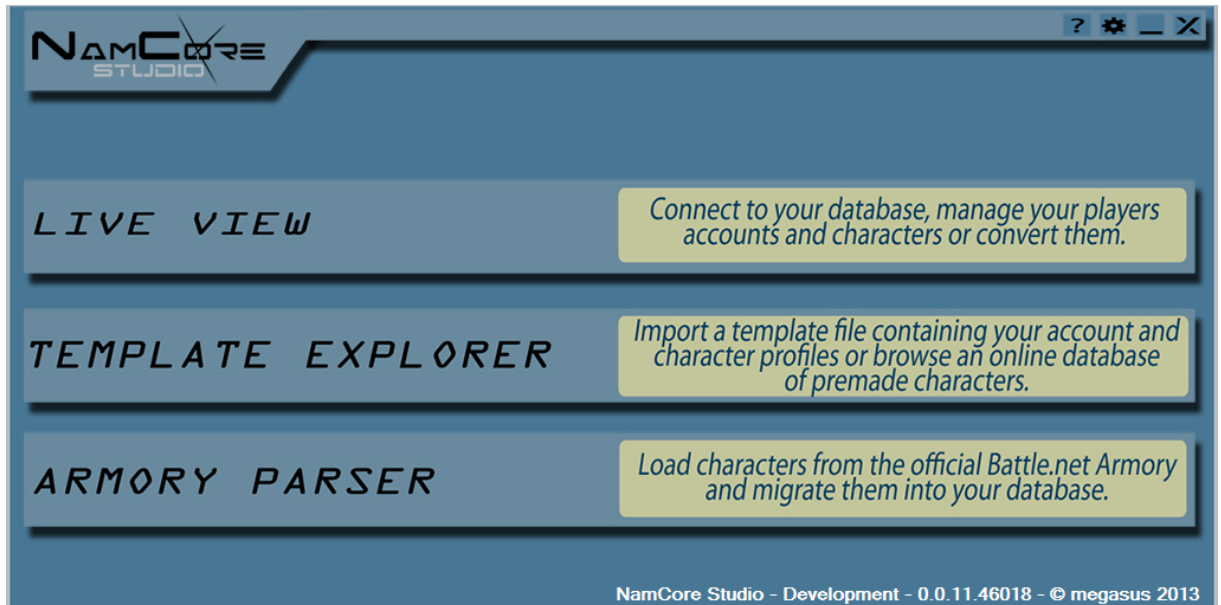 NamCore
STUDIO
?
LIVE VIEW
Connect to your database, manage your players
accounts and characters or convert them.
TEMPLATE EXPLORER
Import a template file containing your account and
character profiles or browse an online database
of premade characters.
ARMORY PARSER
Load characters from the official Battle.net Armory
and migrate them into your database.
NamCore Studio - Development - 0.0.11.46018 - © megasus 2013